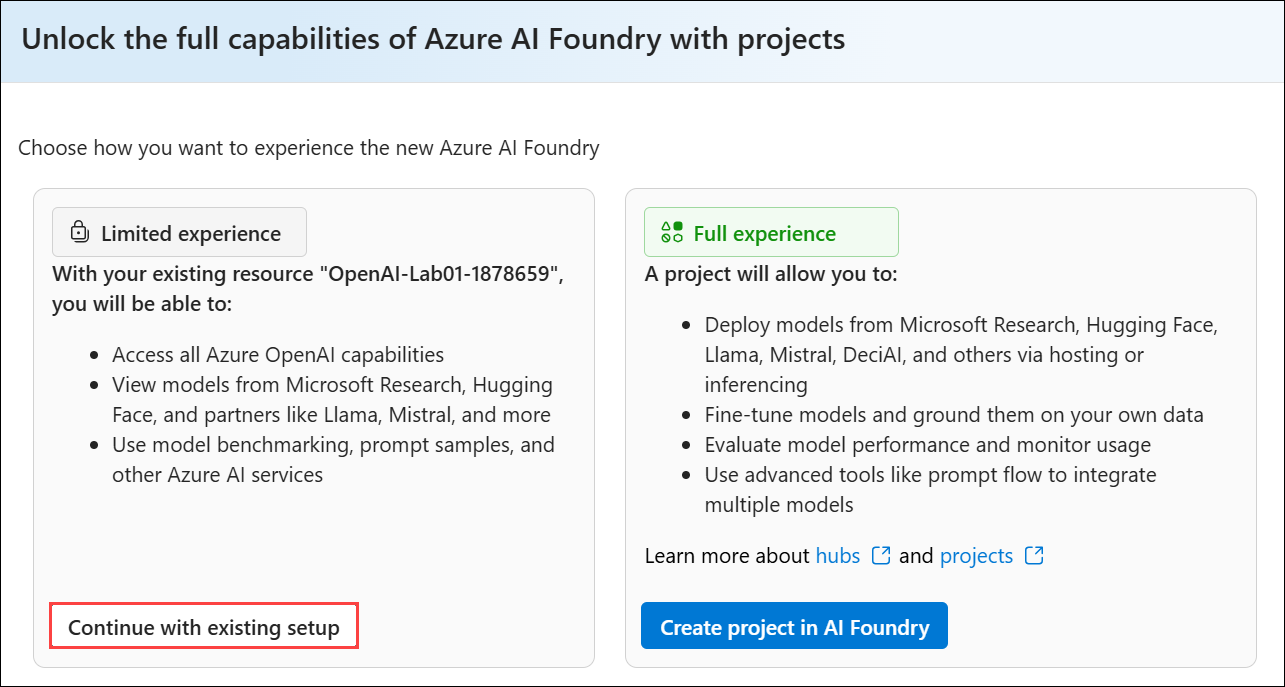 Unlock the full capabilities of Azure AI Foundry with projects
Choose how you want to experience the new Azure AI Foundry
Limited experience
With your existing resource "OpenAI-Lab01-1878659",
you will be able to:
• Access all Azure OpenAI capabilities
• View models from Microsoft Research, Hugging
Face, and partners like Llama, Mistral, and more
• Use model benchmarking, prompt samples, and
other Azure AI services
Continue with existing setup
Full experience
A project will allow you to:
• Deploy models from Microsoft Research, Hugging Face,
Llama, Mistral, DeciAI, and others via hosting or
inferencing
• Fine-tune models and ground them on your own data
• Evaluate model performance and monitor usage
• Use advanced tools like prompt flow to integrate
multiple models
Learn more about hubs and projects
Create project in AI Foundry